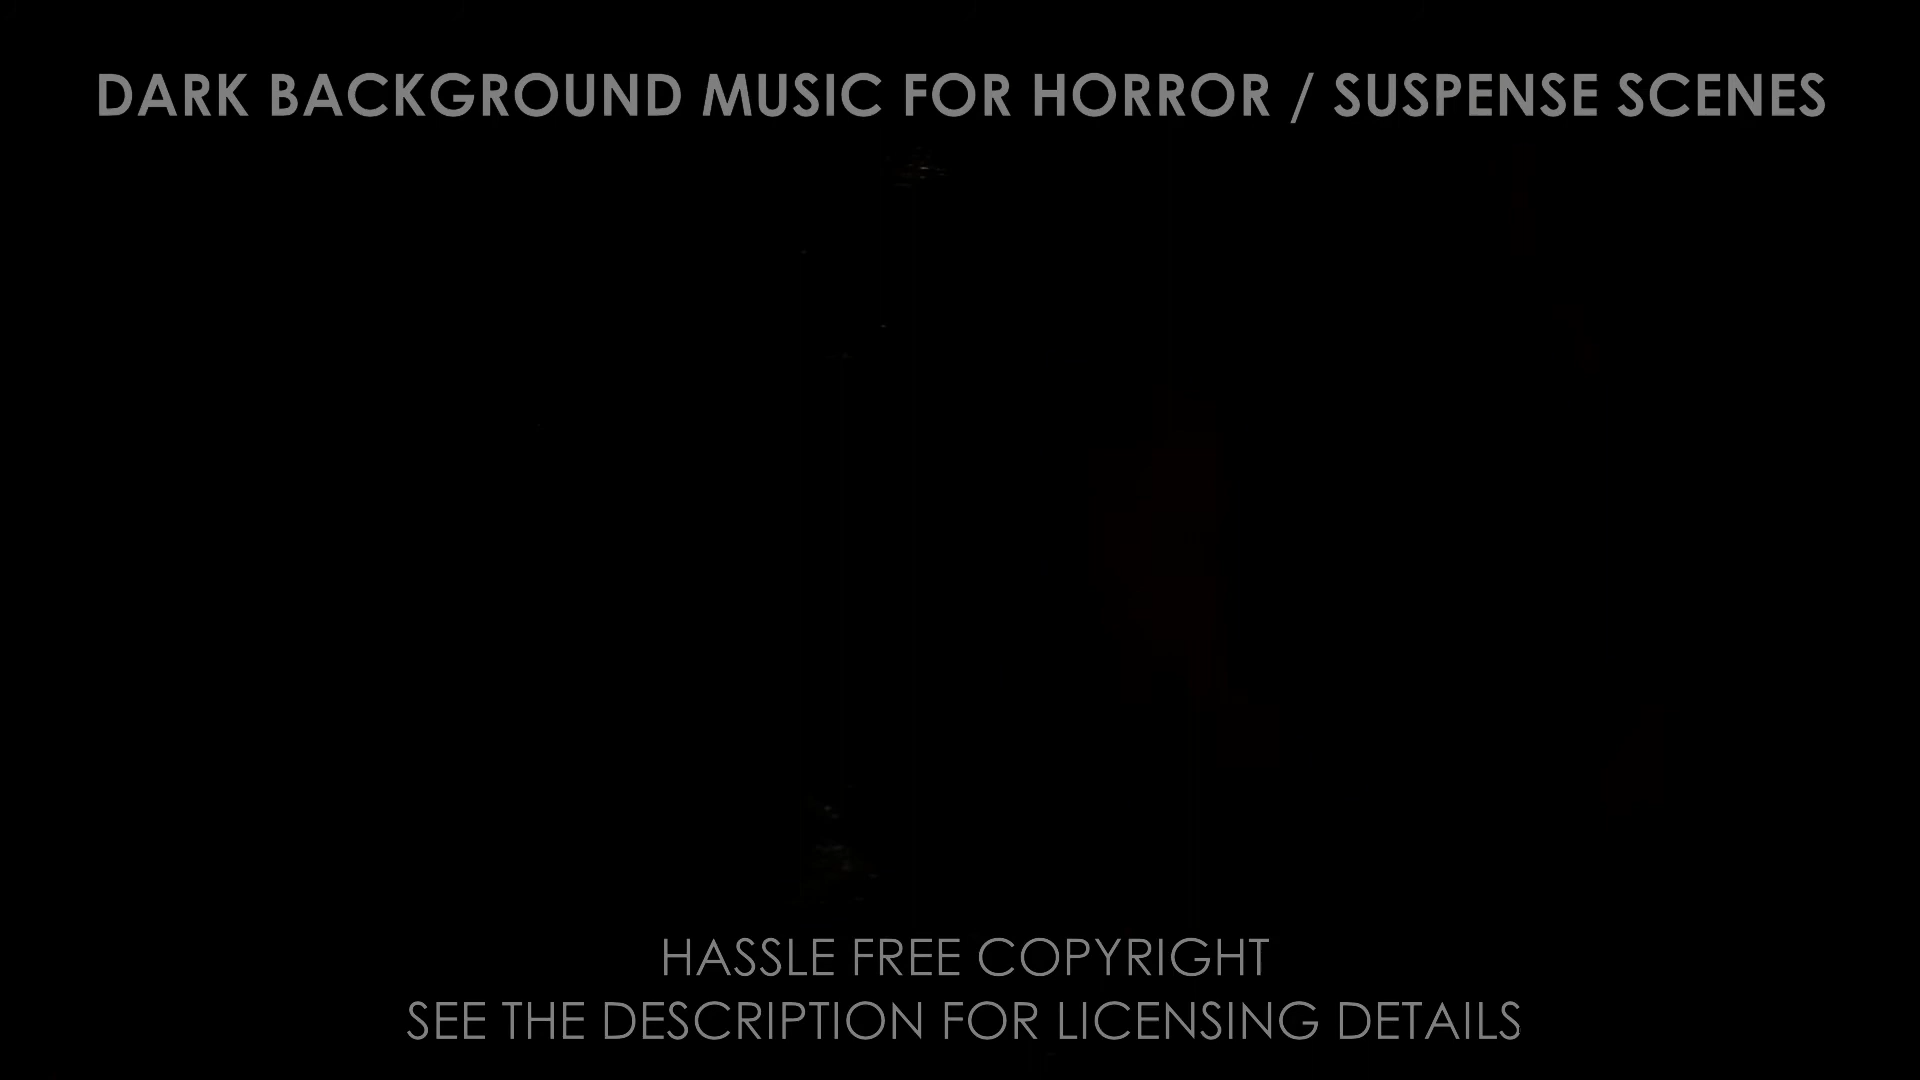 DARK BACKGROUND MUSIC FOR HORROR / SUSPENSE SCENES
HASSLE FREE COPYRIGHT
SEE THE DESCRIPTION FOR LICENSING DETAILS